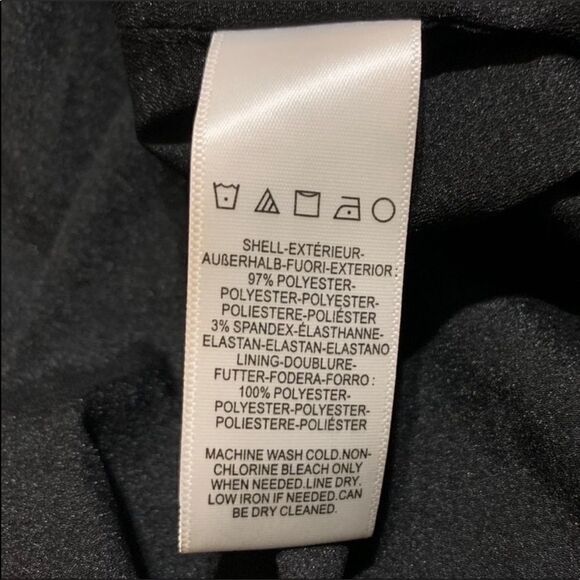 SHELL-EXTÉRIEUR-
AUßERHALB-FUORI-EXTERIOR :
97% POLYESTER-
POLYESTER-POLYESTER-
POLIESTERE-POLIÉSTER
3% SPANDEX-ÉLASTHANNE-
ELASTAN-ELASTAN-ELASTANO
LINING-DOUBLURE-
FUTTER-FODERA-FORRO :
100% POLYESTER-
POLYESTER-POLYESTER-
POLIESTERE-POLIÉSTER
MACHINE WASH COLD.NON-
CHLORINE BLEACH ONLY
WHEN NEEDED.LINE DRY.
LOW IRON IF NEEDED.CAN
BE DRY CLEANED.